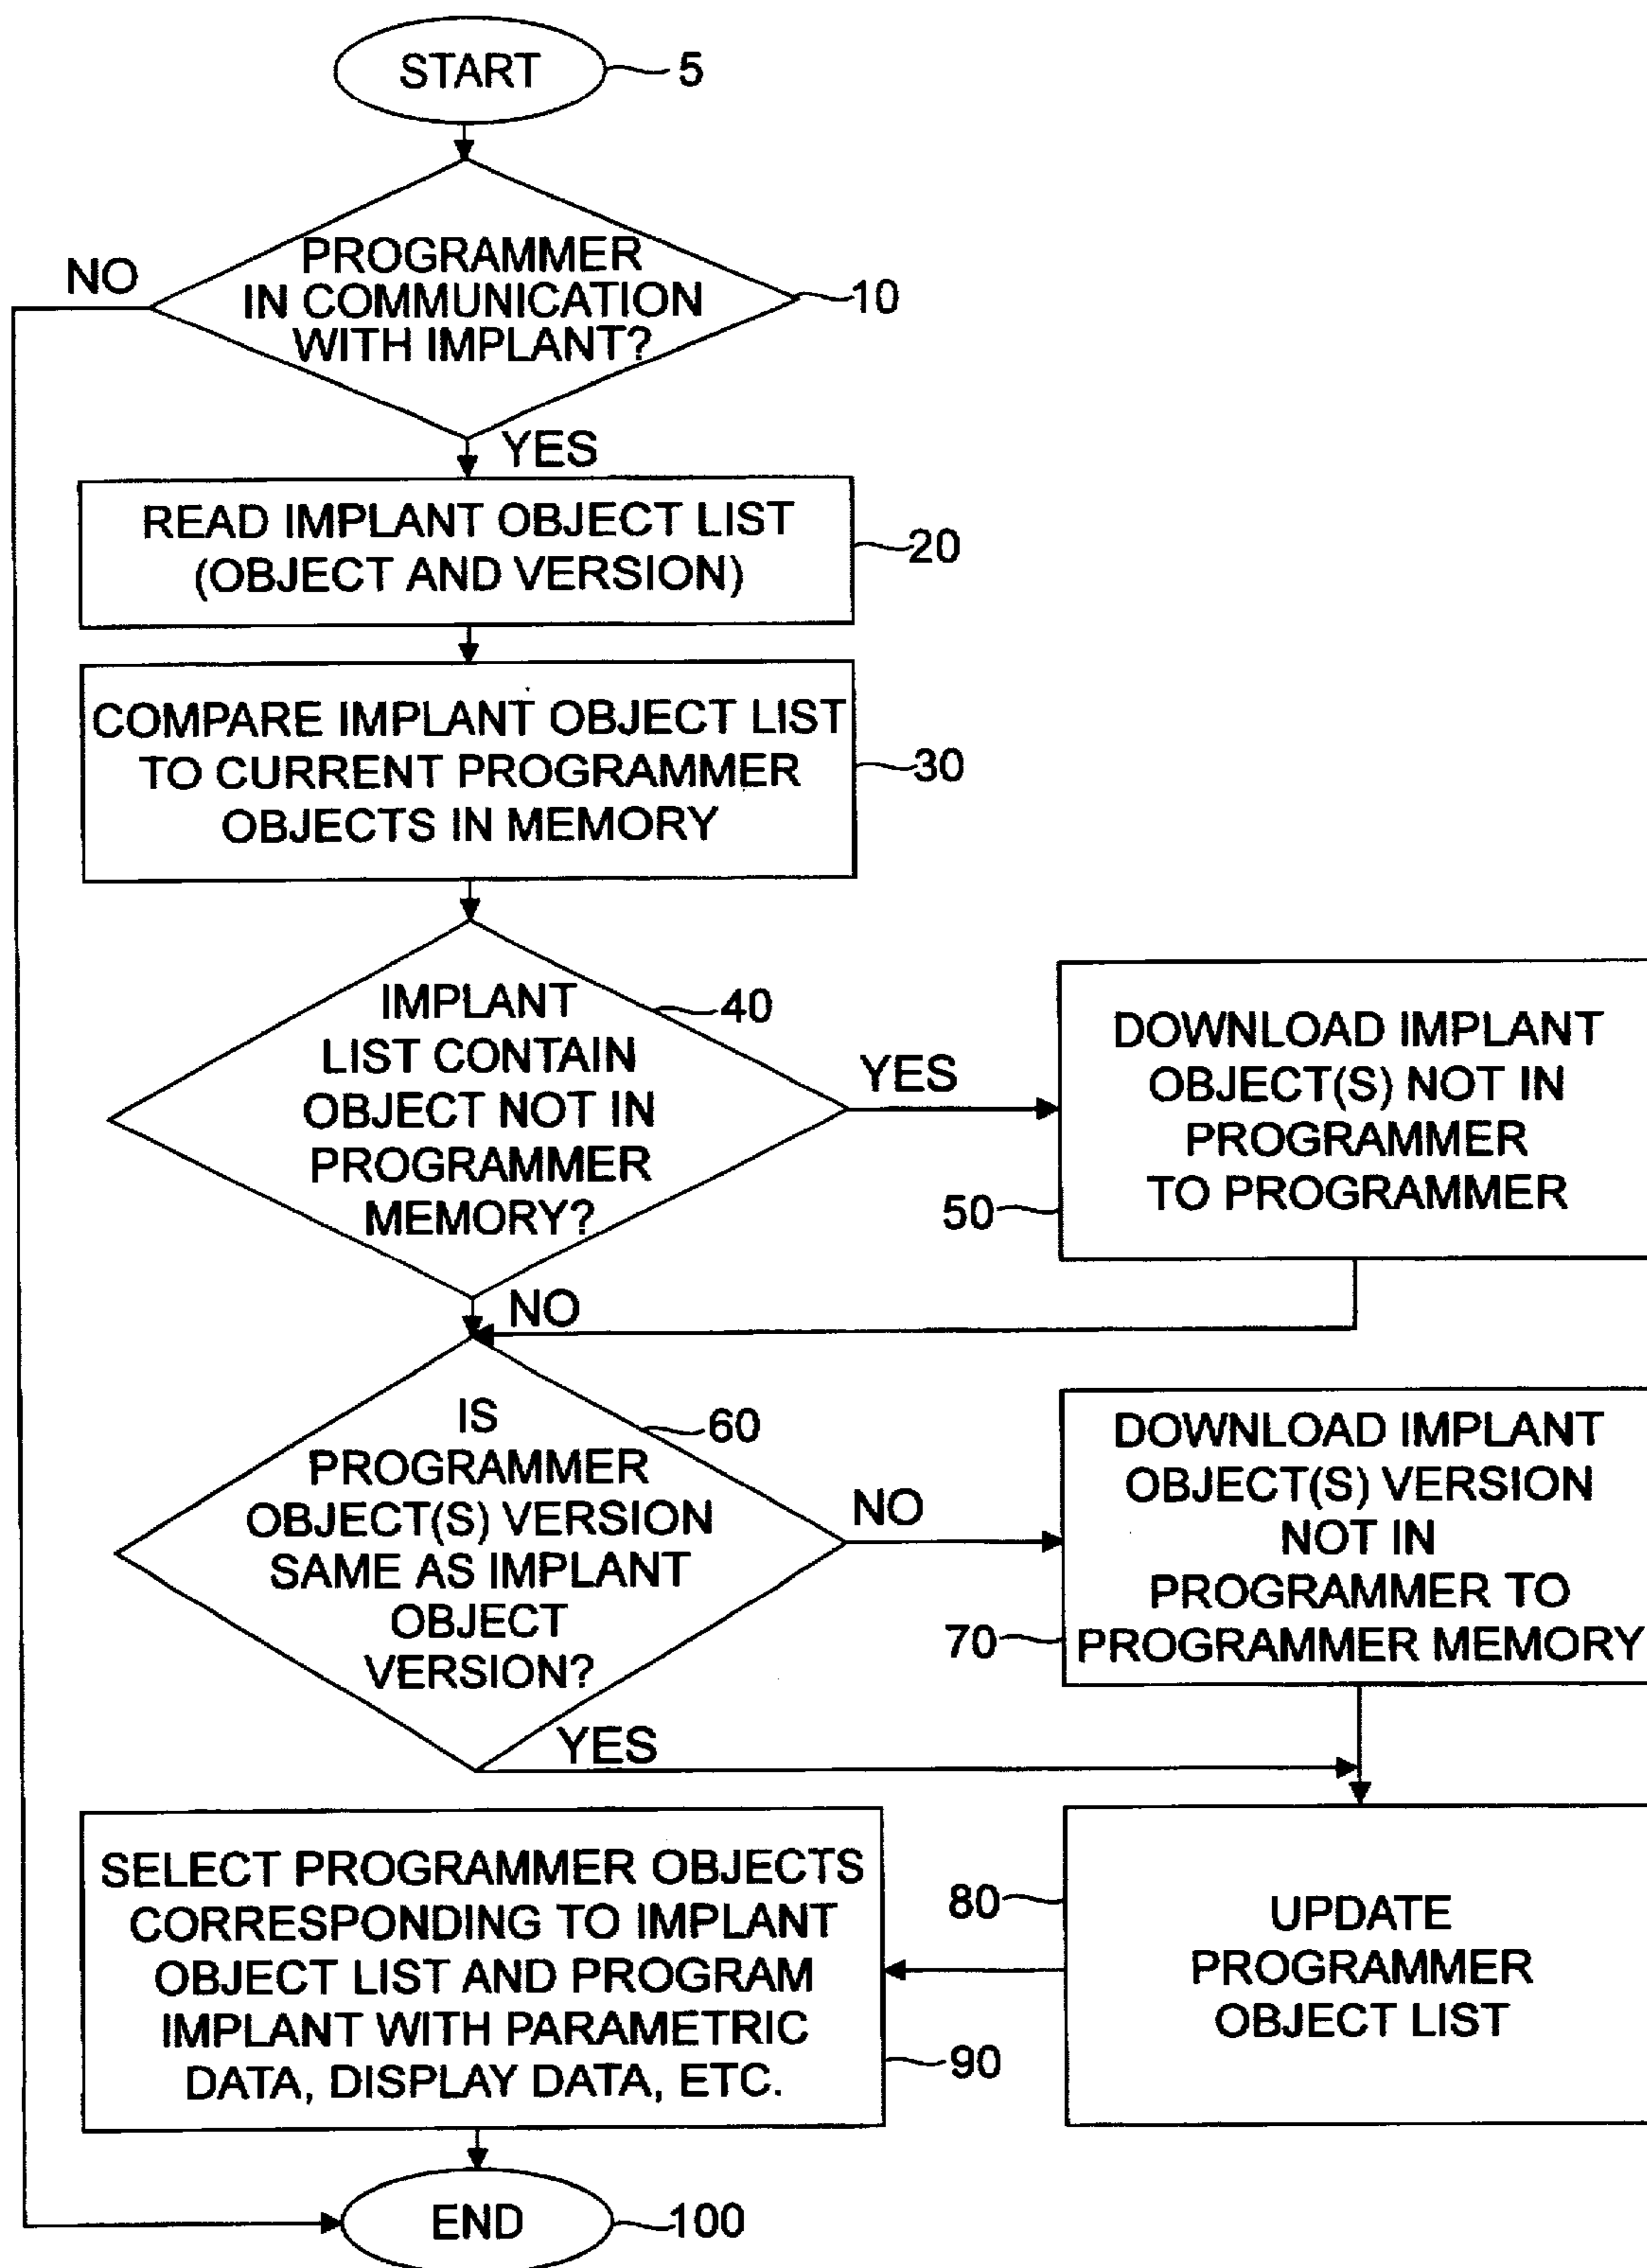 START
5
PROGRAMMER
IN COMMUNICATION
WITH IMPLANT?
10
NO
YES
READ IMPLANT OBJECT LIST
(OBJECT AND VERSION)
20
COMPARE IMPLANT OBJECT LIST
TO CURRENT PROGRAMMER
OBJECTS IN MEMORY
30
IMPLANT
LIST CONTAIN
OBJECT NOT IN
PROGRAMMER
MEMORY?
40
YES
DOWNLOAD IMPLANT
OBJECT(S) NOT IN
PROGRAMMER
TO PROGRAMMER
50
NO
IS
PROGRAMMER
OBJECT(S) VERSION
SAME AS IMPLANT
OBJECT
VERSION?
60
NO
DOWNLOAD IMPLANT
OBJECT(S) VERSION
NOT IN
PROGRAMMER TO
PROGRAMMER MEMORY
70
YES
UPDATE
PROGRAMMER
OBJECT LIST
80
SELECT PROGRAMMER OBJECTS
CORRESPONDING TO IMPLANT
OBJECT LIST AND PROGRAM
IMPLANT WITH PARAMETRIC
DATA, DISPLAY DATA, ETC.
90
END
100